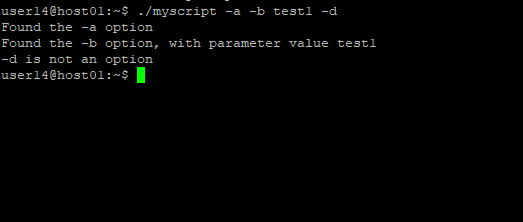 user14@host01:~$ ./myscript -a -b test1 -d
Found the -a option
Found the -b option, with parameter value test1
-d is not an option
user14@host01:~$